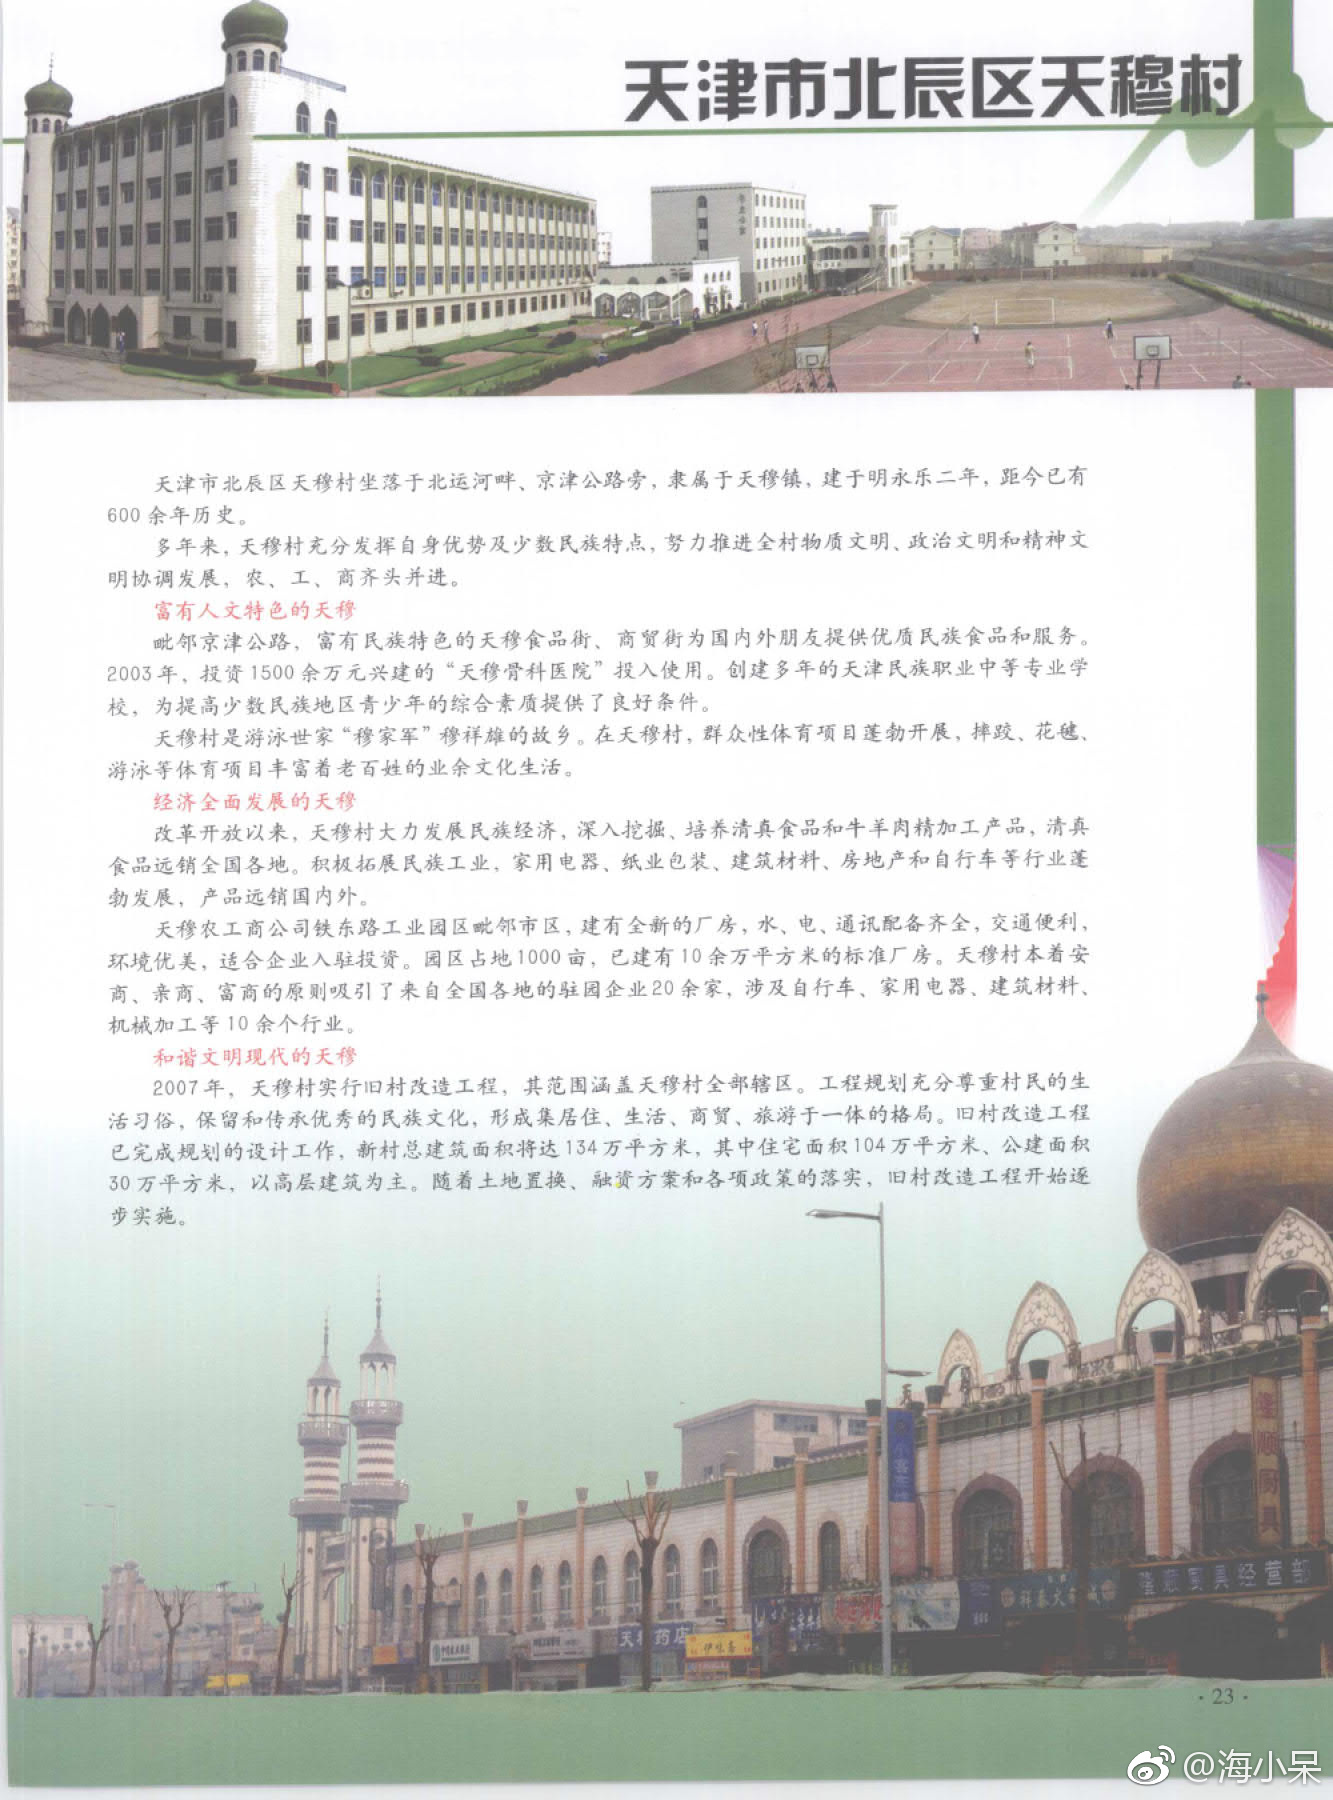 天津市北辰区天穆村
天津市北辰区天穆村坐落于北运河畔、京津公路旁，隶属于天穆镇，建于明永乐二年，距今已有
600余年历史。
多年来，天穆村充分发挥自身优势及少数民族特点，努力推进全村物质文明、政治文明和精神文
明协调发展，农、工、商齐头并进。
富有人文特色的天穆
毗邻京津公路，富有民族特色的天穆食品街、商贸街为国内外朋友提供优质民族食品和服务。
2003年，投资1500余万元兴建的“天穆骨科医院”投入使用。创建多年的天津民族职业中等专业学
校，为提高少数民族地区青少年的综合素质提供了良好条件。
天穆村是游泳世家“穆家军”穆祥雄的故乡。在天穆村，群众性体育项目蓬勃开展，摔跤、花毽、
游泳等体育项目丰富着老百姓的业余文化生活。
经济全面发展的天穆
改革开放以来，天穆村大力发展民族经济，深入挖掘、培养清真食品和牛羊肉精加工产品，清真
食品远销全国各地。积极拓展民族工业，家用电器、纸业包装、建筑材料、房地产和自行车等行业蓬
勃发展，产品远销国内外。
天穆农工商公司铁东路工业园区毗邻市区，建有全新的厂房，水、电、通讯配备齐全，交通便利，
环境优美，适合企业入驻投资。园区占地1000亩，已建有10余万平方米的标准厂房。天穆村本着安
商、亲商、富商的原则吸引了来自全国各地的驻园企业20余家，涉及自行车、家用电器、建筑材料、
机械加工等10余个行业。
和谐文明现代的天穆
2007年，天穆村实行旧村改造工程，其范围涵盖天穆村全部辖区。工程规划充分尊重村民的生
活习俗，保留和传承优秀的民族文化，形成集居住、生活、商贸、旅游于一体的格局。旧村改造工程
已完成规划的设计工作，新村总建筑面积将达134万平方米，其中住宅面积104万平方米、公建面积
30万平方米，以高层建筑为主。随着土地置换、融资方案和各项政策的落实，旧村改造工程开始逐
步实施。
隆顺厨具
厨具经营部
天穆药店
·23·
@海小呆